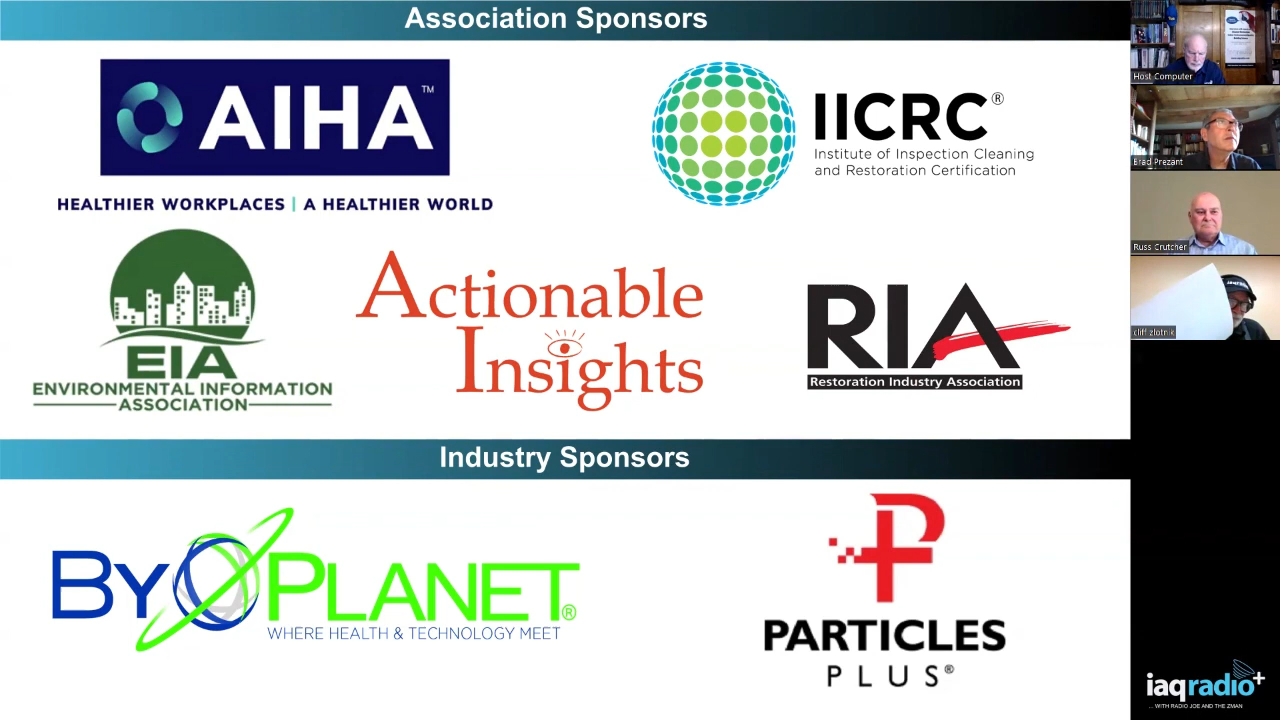 Association Sponsors
AIHA™
HEALTHIER WORKPLACES | A HEALTHIER WORLD
IICRC®
Institute of Inspection Cleaning
and Restoration Certification
EIA
ENVIRONMENTAL INFORMATION
ASSOCIATION
Actionable
Insights
RIA
Restoration Industry Association
Industry Sponsors
BYOPLANET®
WHERE HEALTH & TECHNOLOGY MEET
PARTICLES
PLUS®
Host Computer
Brad Prezant
Russ Crutcher
cliff zlotnik
iaqradio+
... WITH RADIO JOE AND THE ZMAN